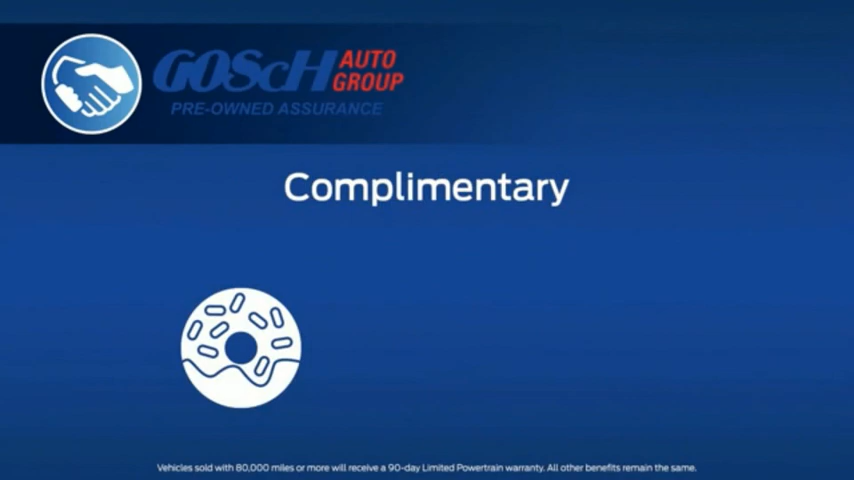 GOScH AUTO GROUP
PRE-OWNED ASSURANCE
Complimentary
Vehicles sold with 80,000 miles or more will receive a 90-day Limited Powertrain warranty. All other benefits remain the same.